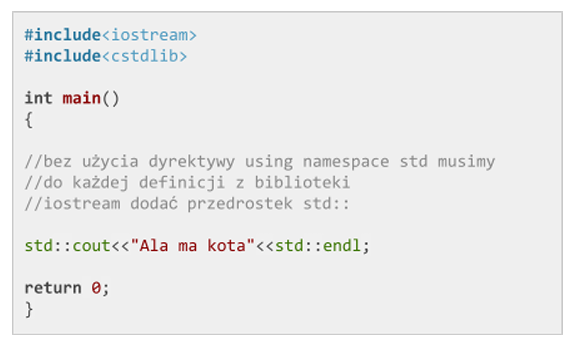 #include<iostream>
#include<cstdlib>
int main()
{
//bez użycia dyrektywy using namespace std musimy
//do każdej definicji z biblioteki
//iostream dodać przedrostek std::
std::cout<<"Ala ma kota"<<std::endl;
return 0;
}